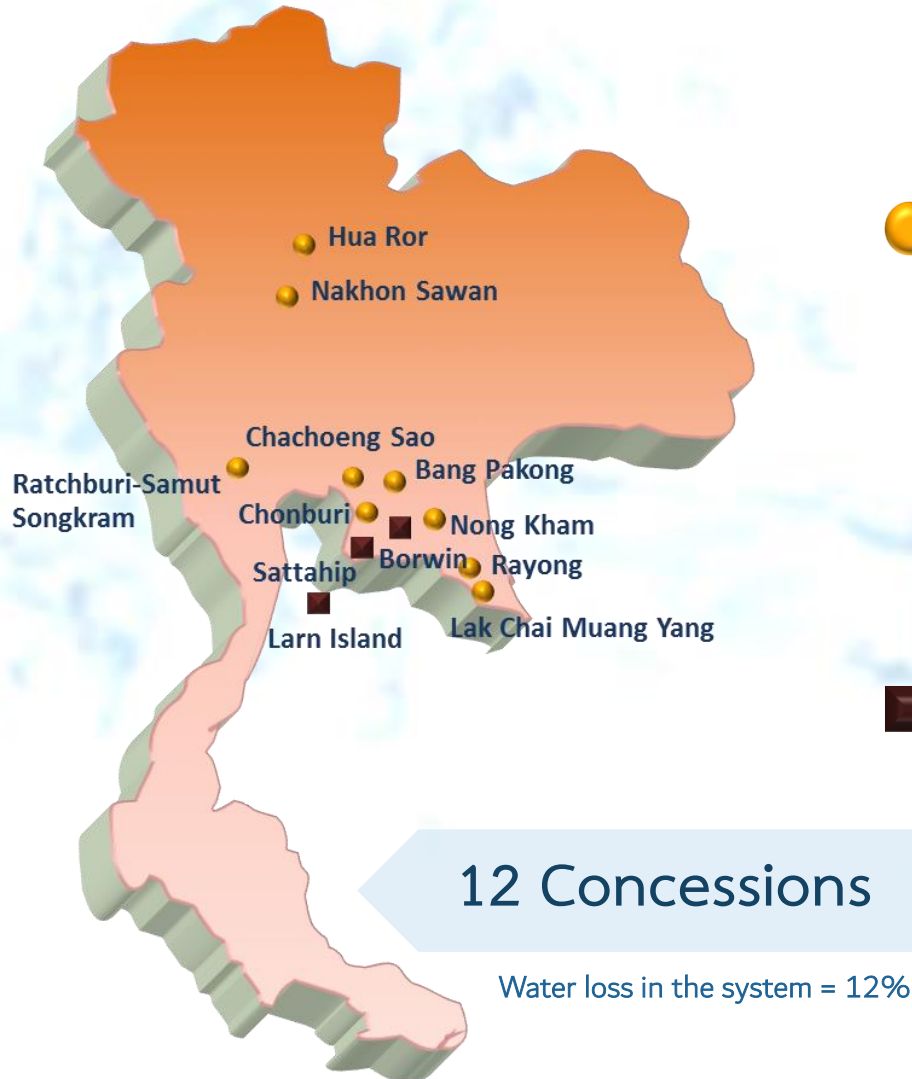 Hua Ror
Nakhon Sawan
Chachoeng Sao
Bang Pakong
Ratchburi-Samut
Songkram
Chonburi
Nong Kham
Borwin
Rayong
Sattahip
Lak Chai Muang Yang
Larn Island
12 Concessions
Water loss in the system = 12%